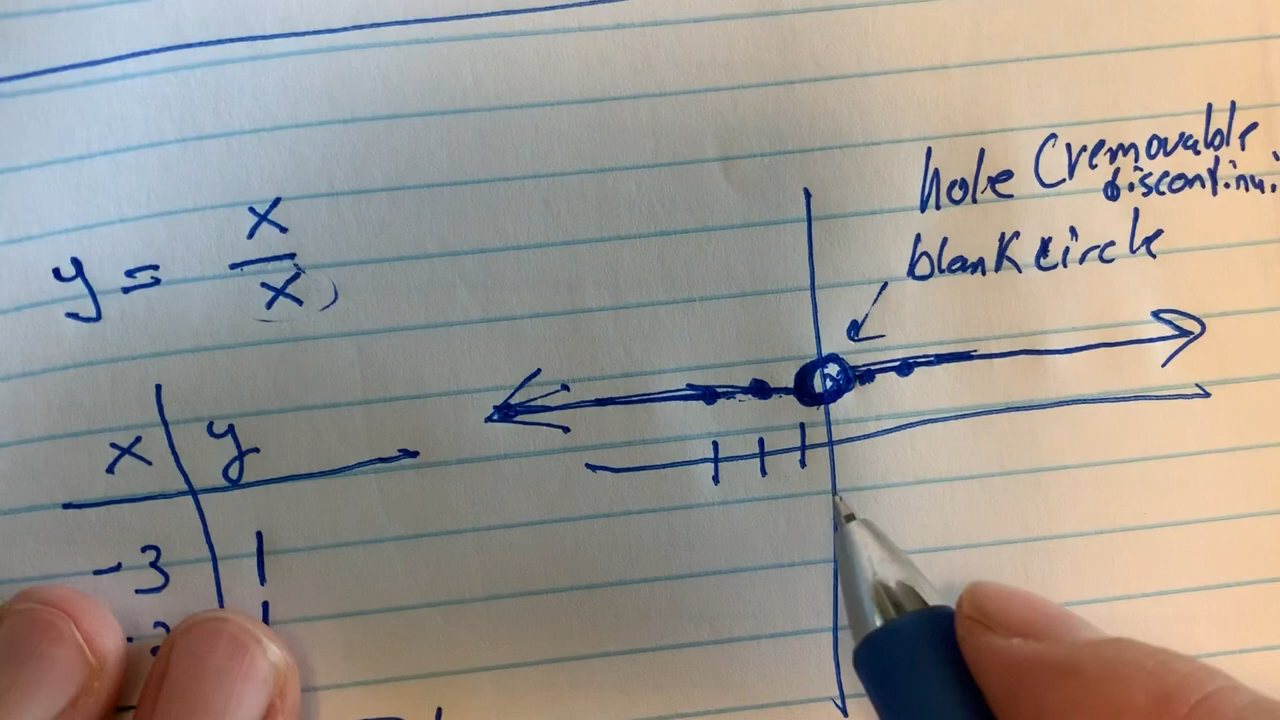 hole (removable
discontinu.
blank circle
y = x/x
x y
-3 1